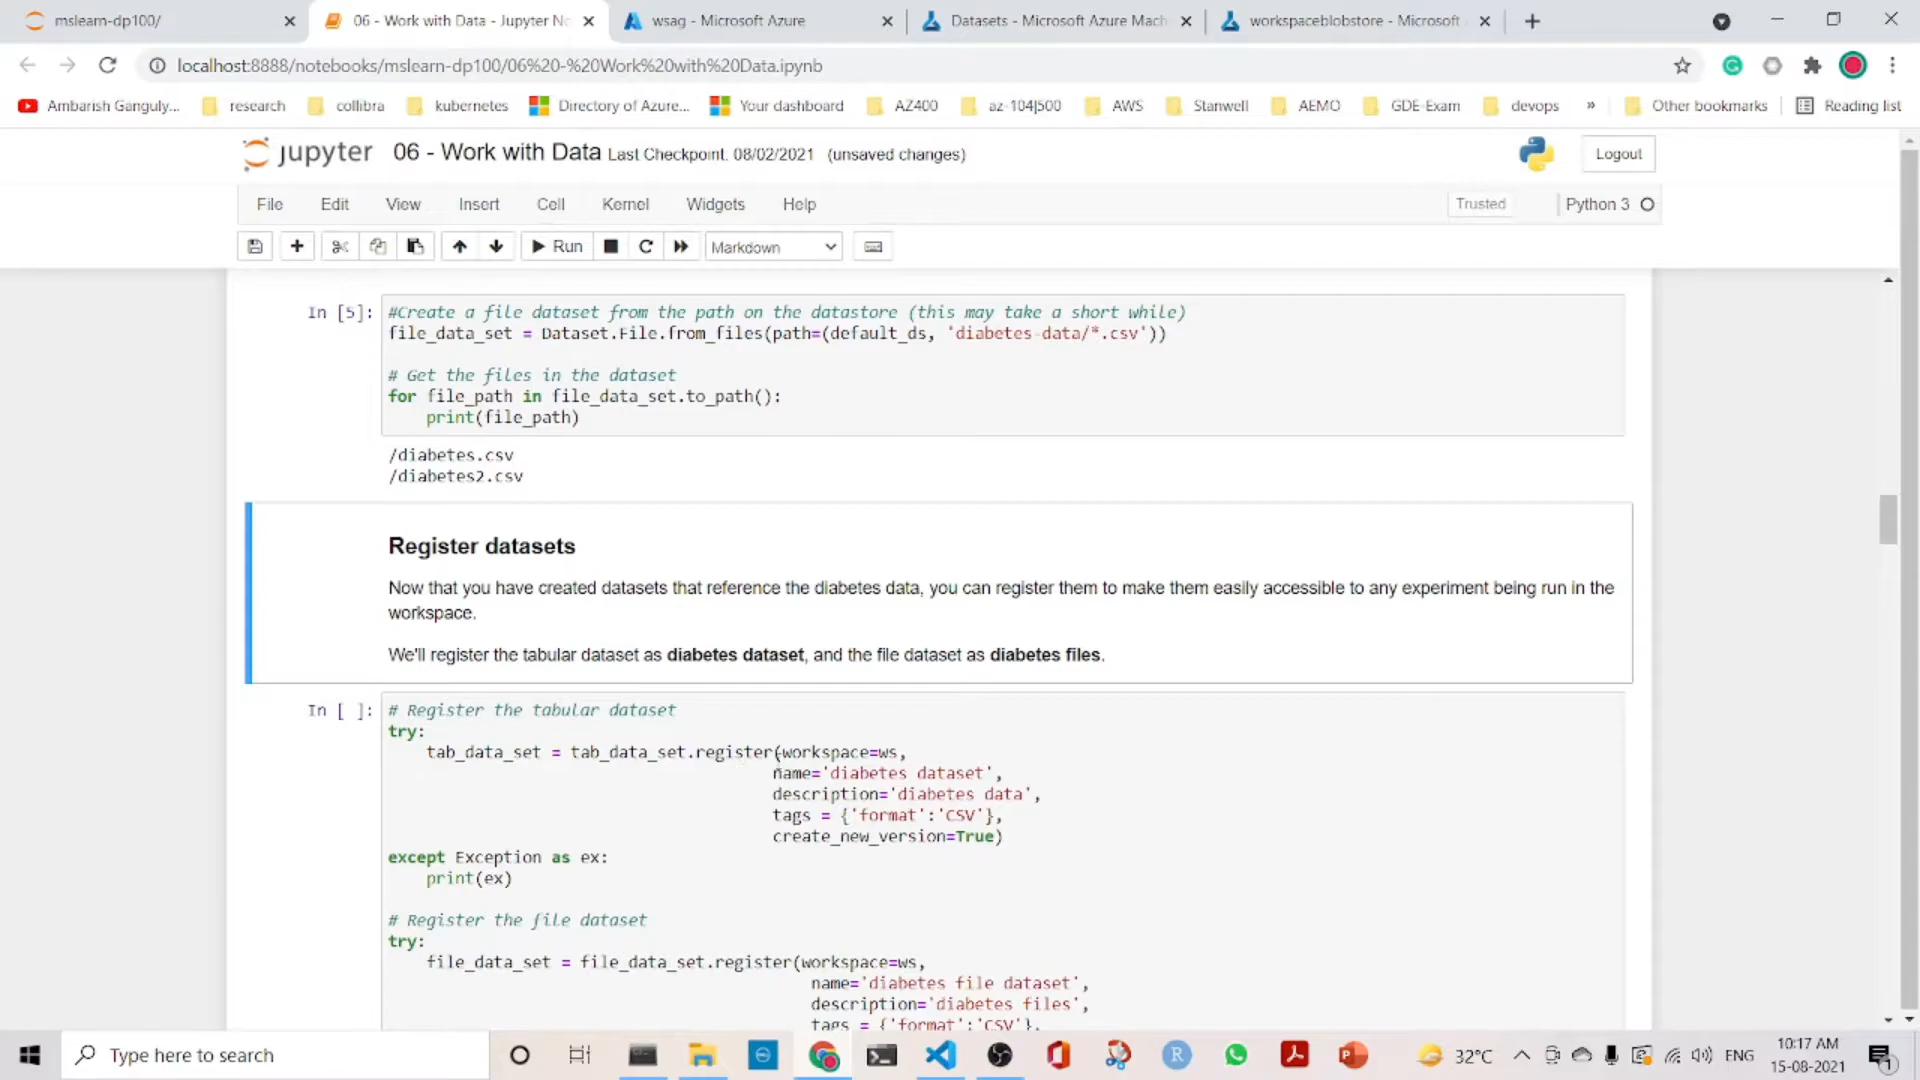 mslearn-dp100/
06 - Work with Data - Jupyter No
wsag - Microsoft Azure
Datasets - Microsoft Azure Mach
workspaceblobstore - Microsoft
localhost:8888/notebooks/mslearn-dp100/06%20-%20Work%20with%20Data.ipynb
Ambarish Ganguly...
research
collibra
kubernetes
Directory of Azure...
Your dashboard
AZ400
az-104|500
AWS
Stanwell
AEMO
GDE-Exam
devops
»
Other bookmarks
Reading list
jupyter 06 - Work with Data Last Checkpoint: 08/02/2021 (unsaved changes)
Logout
File Edit View Insert Cell Kernel Widgets Help
Trusted
Python 3
Run
Markdown
In [5]: #Create a file dataset from the path on the datastore (this may take a short while)
file_data_set = Dataset.File.from_files(path=(default_ds, 'diabetes-data/*.csv'))
# Get the files in the dataset
for file_path in file_data_set.to_path():
print(file_path)
/diabetes.csv
/diabetes2.csv
Register datasets
Now that you have created datasets that reference the diabetes data, you can register them to make them easily accessible to any experiment being run in the
workspace.
We'll register the tabular dataset as diabetes dataset, and the file dataset as diabetes files.
In [ ]: # Register the tabular dataset
try:
tab_data_set = tab_data_set.register(workspace=ws,
name='diabetes dataset',
description='diabetes data',
tags = {'format':'CSV'},
create_new_version=True)
except Exception as ex:
print(ex)
# Register the file dataset
try:
file_data_set = file_data_set.register(workspace=ws,
name='diabetes file dataset',
description='diabetes files',
tags = {'format':'CSV'},
Type here to search
32°C
ENG
10:17 AM
15-08-2021
1